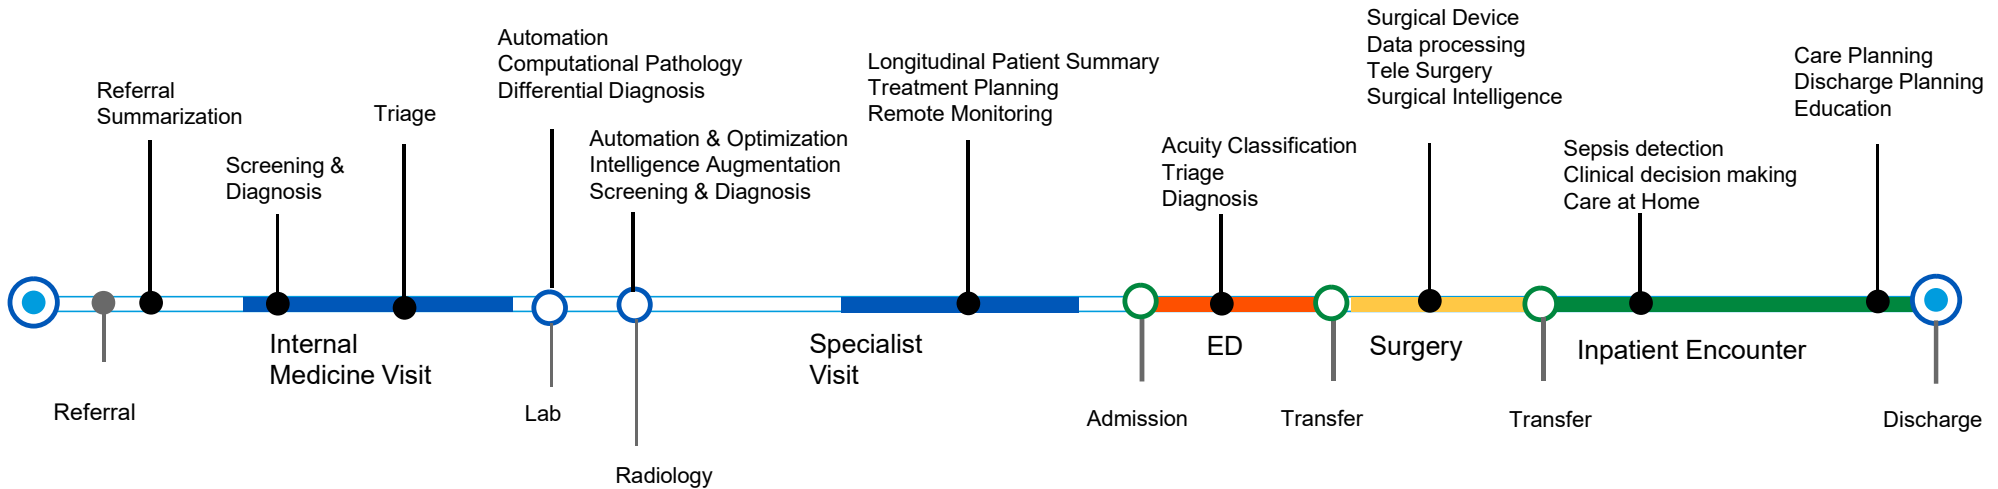 Referral
Summarization
Screening &
Diagnosis
Triage
Automation
Computational Pathology
Differential Diagnosis
Automation & Optimization
Intelligence Augmentation
Screening & Diagnosis
Longitudinal Patient Summary
Treatment Planning
Remote Monitoring
Acuity Classification
Triage
Diagnosis
Surgical Device
Data processing
Tele Surgery
Surgical Intelligence
Sepsis detection
Clinical decision making
Care at Home
Care Planning
Discharge Planning
Education
Referral
Internal
Medicine Visit
Lab
Radiology
Specialist
Visit
Admission
ED
Transfer
Surgery
Transfer
Inpatient Encounter
Discharge